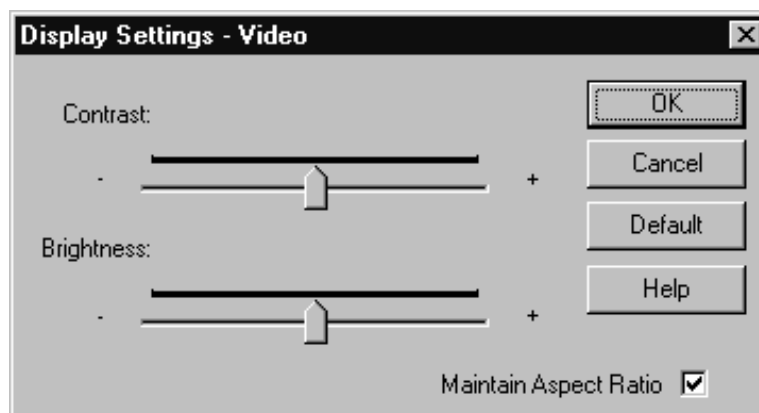 Display Settings - Video
Contrast:
- +
Brightness:
- +
OK
Cancel
Default
Help
Maintain Aspect Ratio